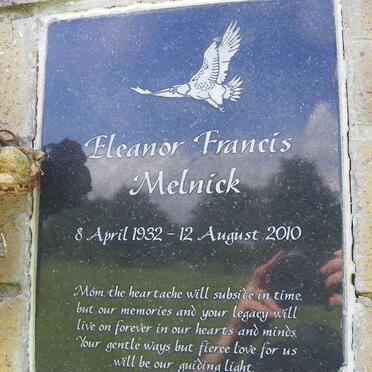 Eleanor Francis
Melnick
8 April 1932 - 12 August 2010
Mom, the heartache will subside in time,
but our memories and your legacy will
live on forever in our hearts and minds.
Your gentle ways but fierce love for us
will be our guiding light.